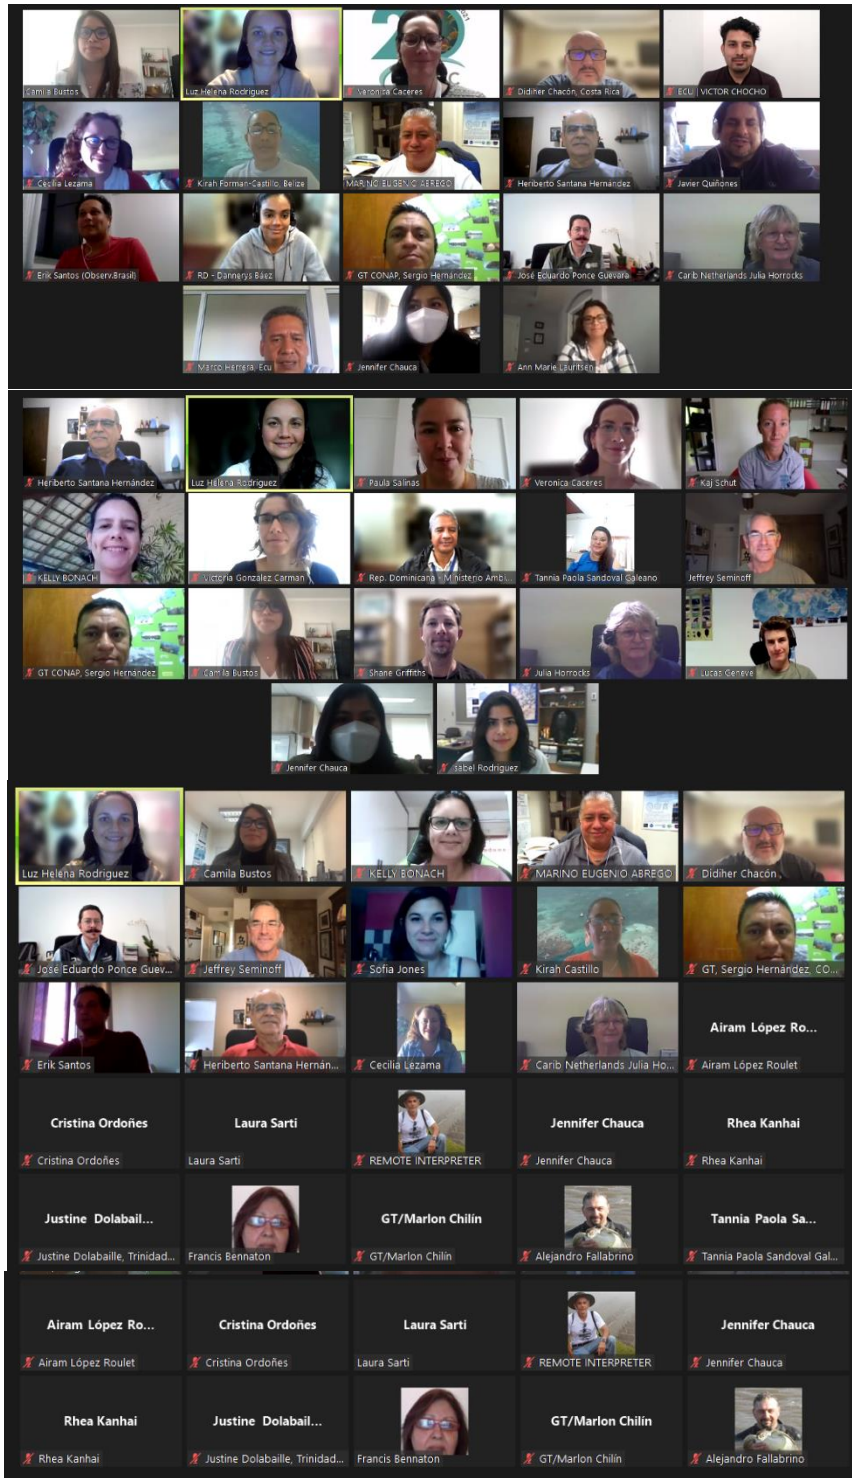 Camila Bustos
Luz Helena Rodriguez
Veronica Caceres
Didiher Chacón, Costa Rica
ECU | VICTOR CHOCHO
Cecilia Lezama
Kirah Forman-Castillo, Belize
MARINO EUGENIO ABREGO
Heriberto Santana Hernandez
Javier Quiñones
Erik Santos (Observ.Brasil)
RD - Dannerys Báez
GT CONAP, Sergio Hernández
José Eduardo Ponce Guevara
Carib Netherlands Julia Horrocks
Marco Herrera, Ecu
Jennifer Chauca
Ann Marie Lauritsen
Heriberto Santana Hernández
Luz Helena Rodriguez
Paula Salinas
Veronica Caceres
Kaj Schut
KELLY BONACH
Victoria Gonzalez Carman
Rep. Dominicana - Ministerio Ambi...
Tannia Paola Sandoval Galeano
Jeffrey Seminoff
GT CONAP, Sergio Hernández
Camila Bustos
Shane Griffiths
Julia Horrocks
Lucas Geneve
Jennifer Chauca
Isabel Rodriguez
Luz Helena Rodriguez
Camila Bustos
KELLY BONACH
MARINO EUGENIO ABREGO
Didiher Chacón
José Eduardo Ponce Guev...
Jeffrey Seminoff
Sofia Jones
Kirah Castillo
GT, Sergio Hernández, CO...
Erik Santos
Heriberto Santana Hernán...
Cecilia Lezama
Carib Netherlands Julia Ho...
Airam López Ro...
Airam López Roulet
Cristina Ordoñes
Cristina Ordoñes
Laura Sarti
Laura Sarti
REMOTE INTERPRETER
Jennifer Chauca
Jennifer Chauca
Rhea Kanhai
Rhea Kanhai
Justine Dolabail...
Justine Dolabaille, Trinidad...
Francis Bennaton
GT/Marlon Chilín
GT/Marlon Chilín
Alejandro Fallabrino
Tannia Paola Sa...
Tannia Paola Sandoval Gal...
Airam López Ro...
Airam López Roulet
Cristina Ordoñes
Cristina Ordoñes
Laura Sarti
Laura Sarti
REMOTE INTERPRETER
Jennifer Chauca
Jennifer Chauca
Rhea Kanhai
Rhea Kanhai
Justine Dolabail...
Justine Dolabaille, Trinidad...
Francis Bennaton
GT/Marlon Chilín
GT/Marlon Chilín
Alejandro Fallabrino